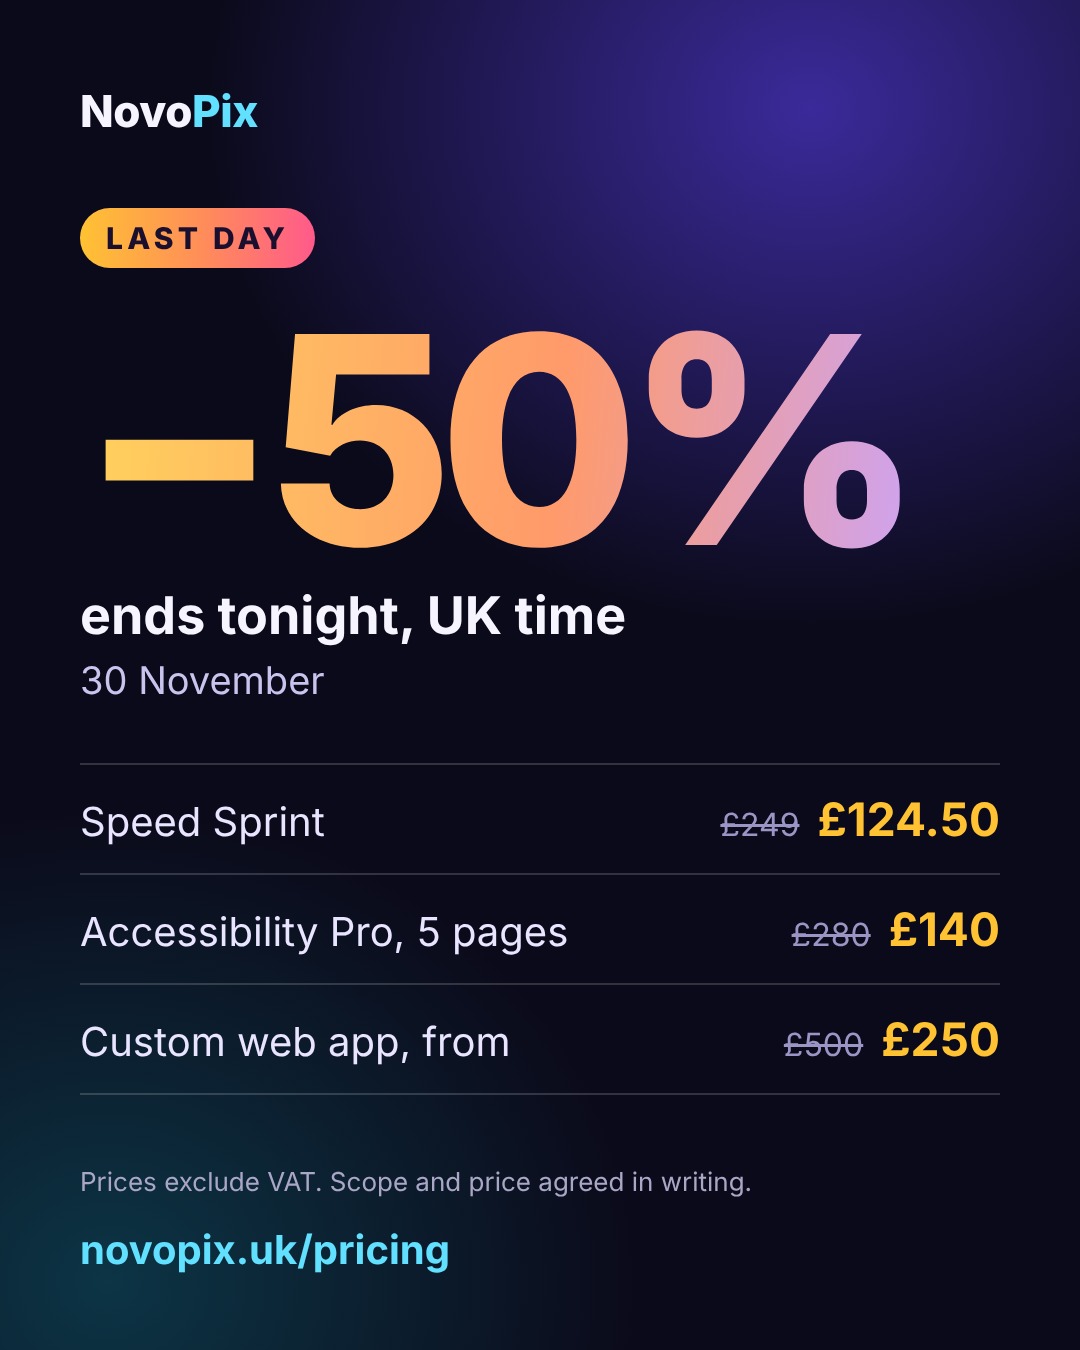 NovoPix
LAST DAY
–50%
ends tonight, UK time
30 November
Speed Sprint £249 £124.50
Accessibility Pro, 5 pages £280 £140
Custom web app, from £500 £250
Prices exclude VAT. Scope and price agreed in writing.
novopix.uk/pricing